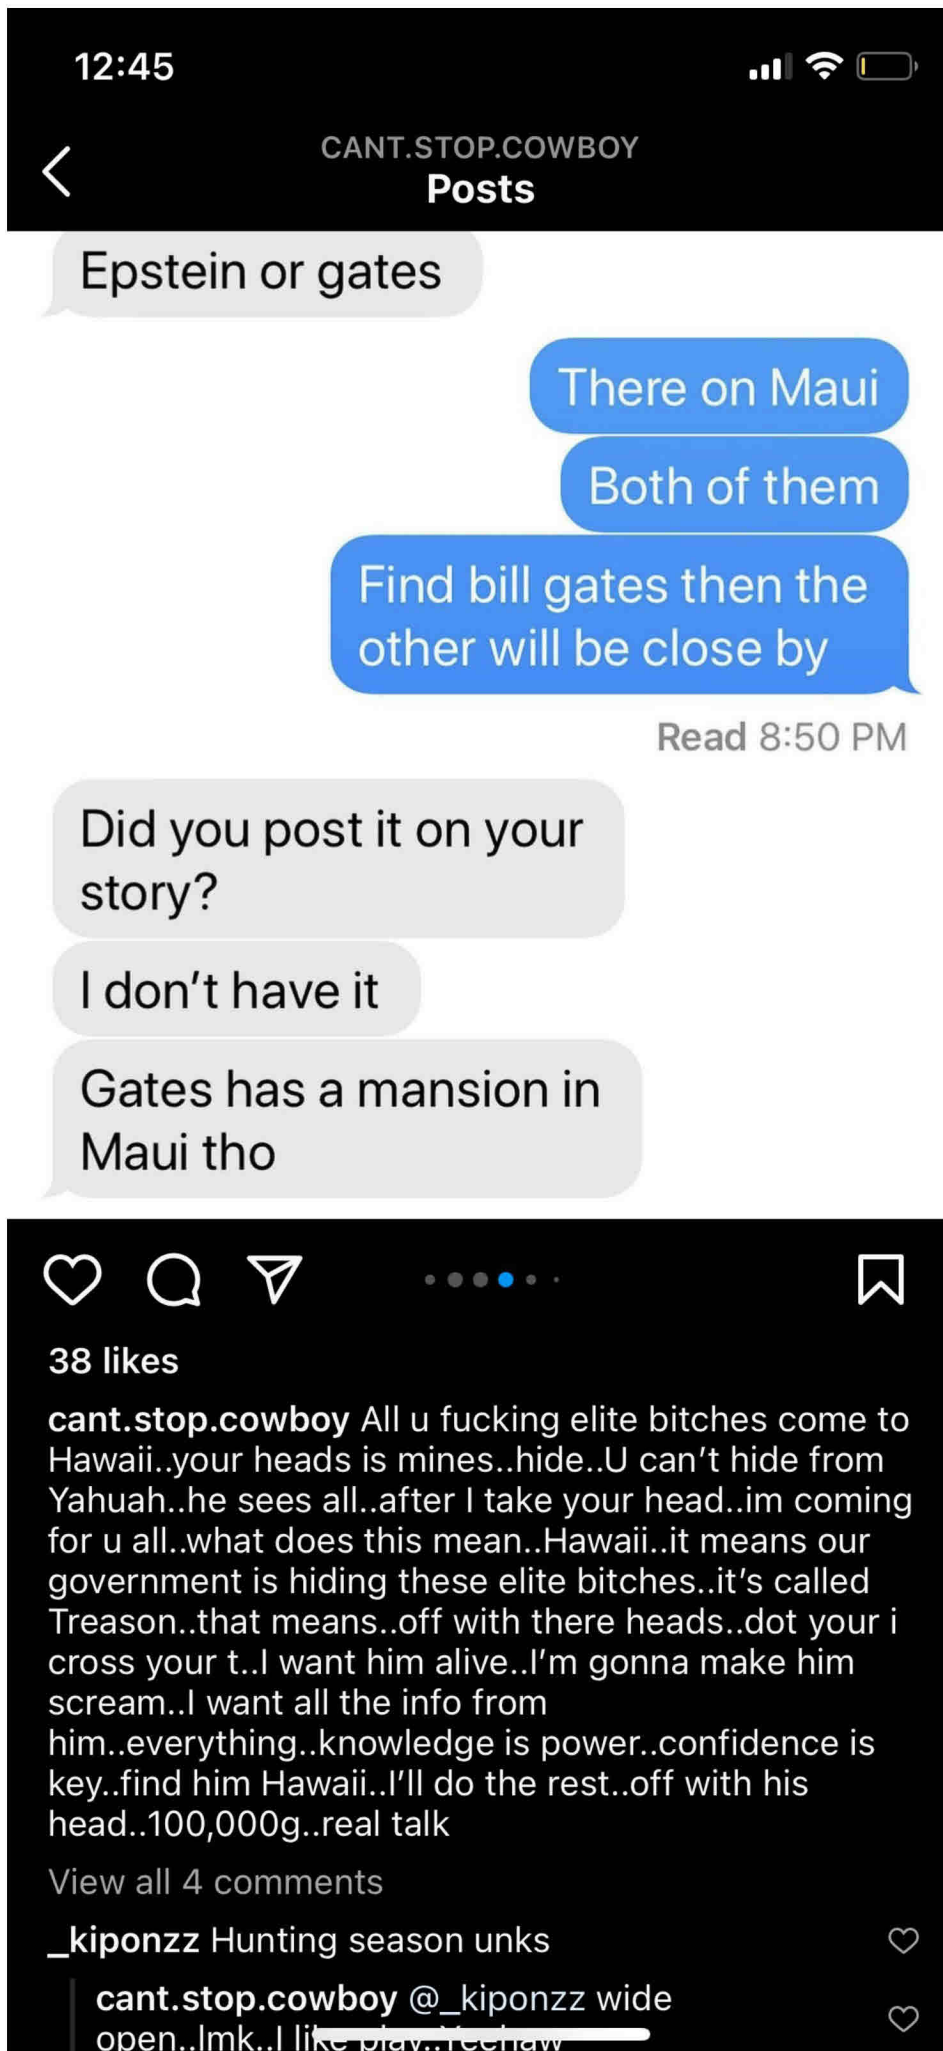 12:45
CANT.STOP.COWBOY
Posts
Epstein or gates
There on Maui
Both of them
Find bill gates then the
other will be close by
Read 8:50 PM
Did you post it on your
story?
I don't have it
Gates has a mansion in
Maui tho
38 likes
cant.stop.cowboy All u fucking elite bitches come to
Hawaii..your heads is mines..hide..U can't hide from
Yahuah..he sees all..after I take your head..im coming
for u all..what does this mean..Hawaii..it means our
government is hiding these elite bitches..it's called
Treason..that means..off with there heads..dot your i
cross your t..I want him alive..I'm gonna make him
scream..I want all the info from
him..everything..knowledge is power..confidence is
key..find him Hawaii..I'll do the rest..off with his
head..100,000g..real talk
View all 4 comments
_kiponzz Hunting season unks
cant.stop.cowboy @_kiponzz wide
open..lmk..I like play..Yeehaw